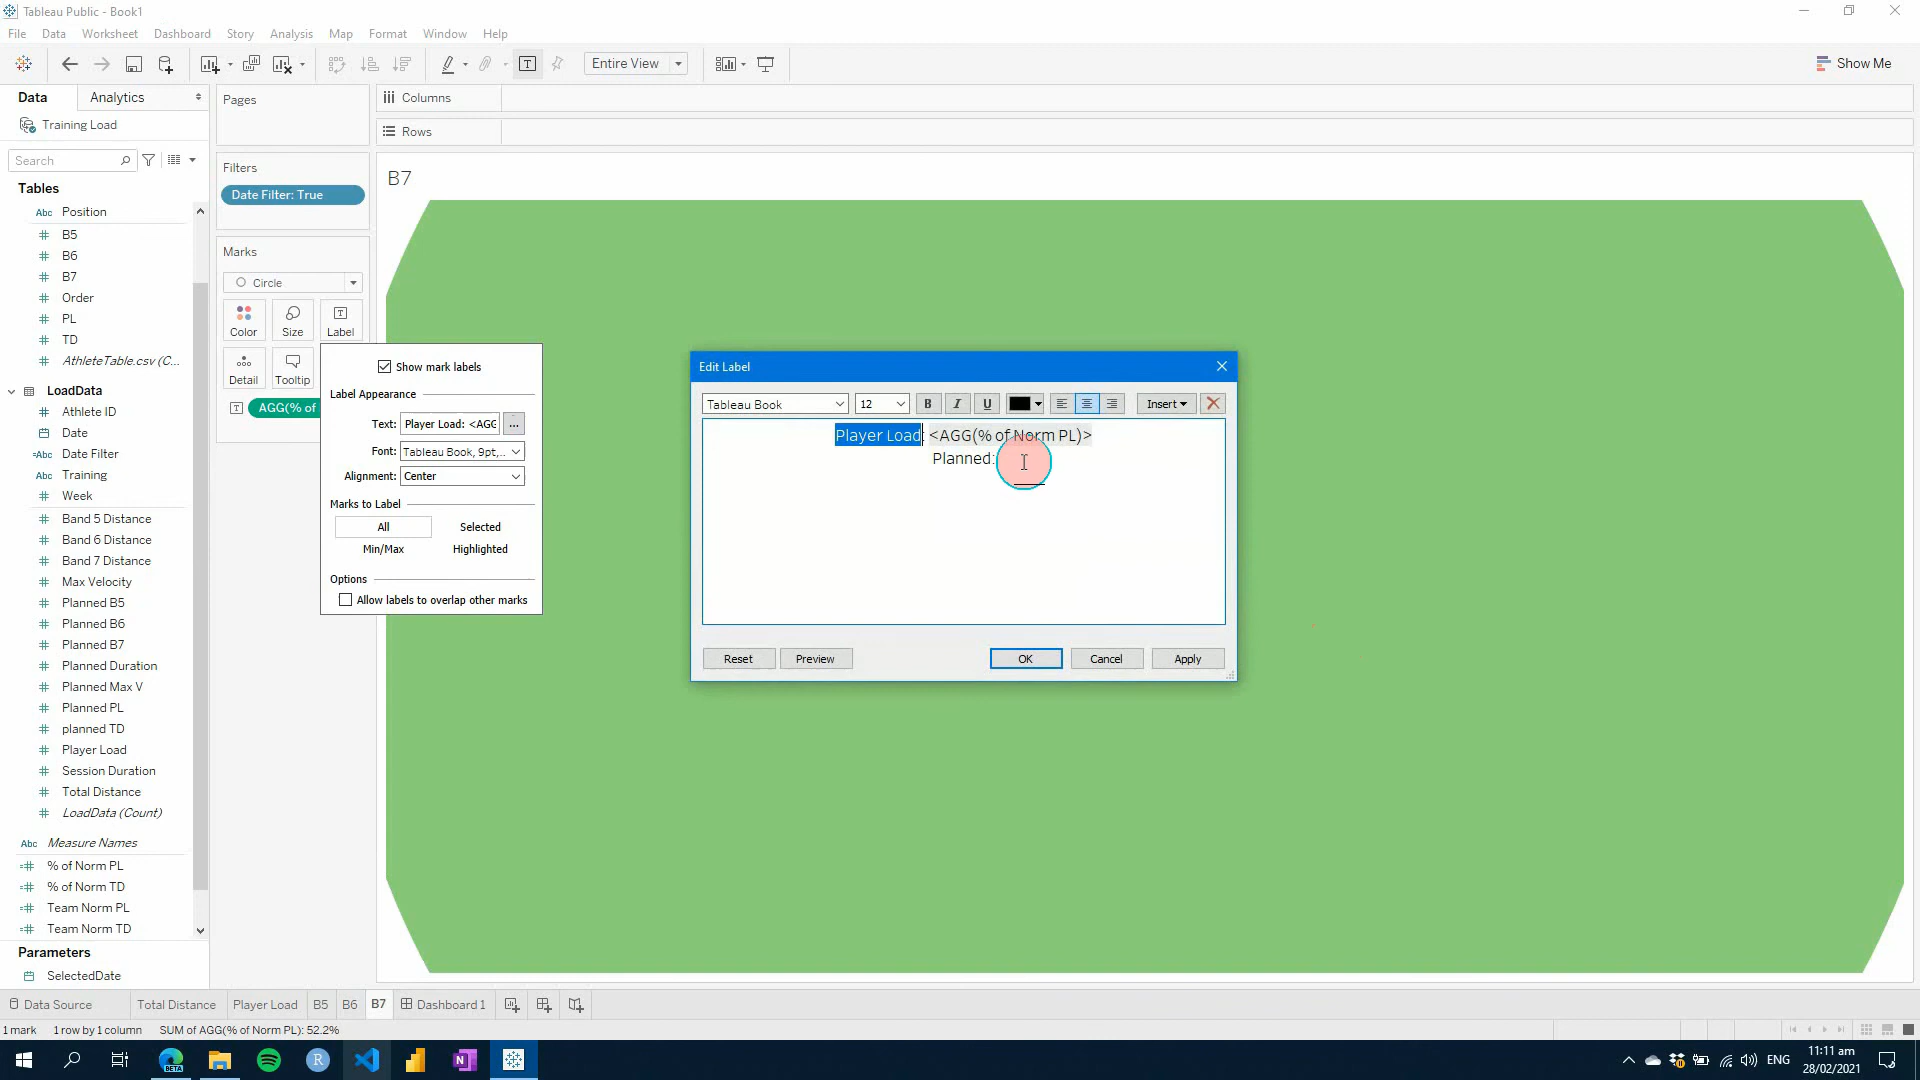 Tableau Public - Book1
File Data Worksheet Dashboard Story Analysis Map Format Window Help
Entire View
Show Me
Data Analytics
Training Load
Search
Tables
Abc Position
B5
B6
B7
Order
PL
TD
AthleteTable.csv (C...
LoadData
Athlete ID
Date
=Abc Date Filter
Training
Week
Band 5 Distance
Band 6 Distance
Band 7 Distance
Max Velocity
Planned B5
Planned B6
Planned B7
Planned Duration
Planned Max V
Planned PL
planned TD
Player Load
Session Duration
Total Distance
LoadData (Count)
Abc Measure Names
% of Norm PL
% of Norm TD
Team Norm PL
Team Norm TD
Parameters
SelectedDate
Pages
Filters
Date Filter: True
Marks
Circle
Color Size Label
Detail Tooltip
AGG(% of
Columns
Rows
B7
Show mark labels
Label Appearance
Text: Player Load: <AGG ...
Font: Tableau Book, 9pt,...
Alignment: Center
Marks to Label
All Selected
Min/Max Highlighted
Options
Allow labels to overlap other marks
Edit Label
Tableau Book 12 B I U Insert
Player Load: <AGG(% of Norm PL)>
Planned:
Reset Preview OK Cancel Apply
Data Source Total Distance Player Load B5 B6 B7 Dashboard 1
1 mark 1 row by 1 column SUM of AGG(% of Norm PL): 52.2%
BETA
R
N
ENG
11:11 am
28/02/2021